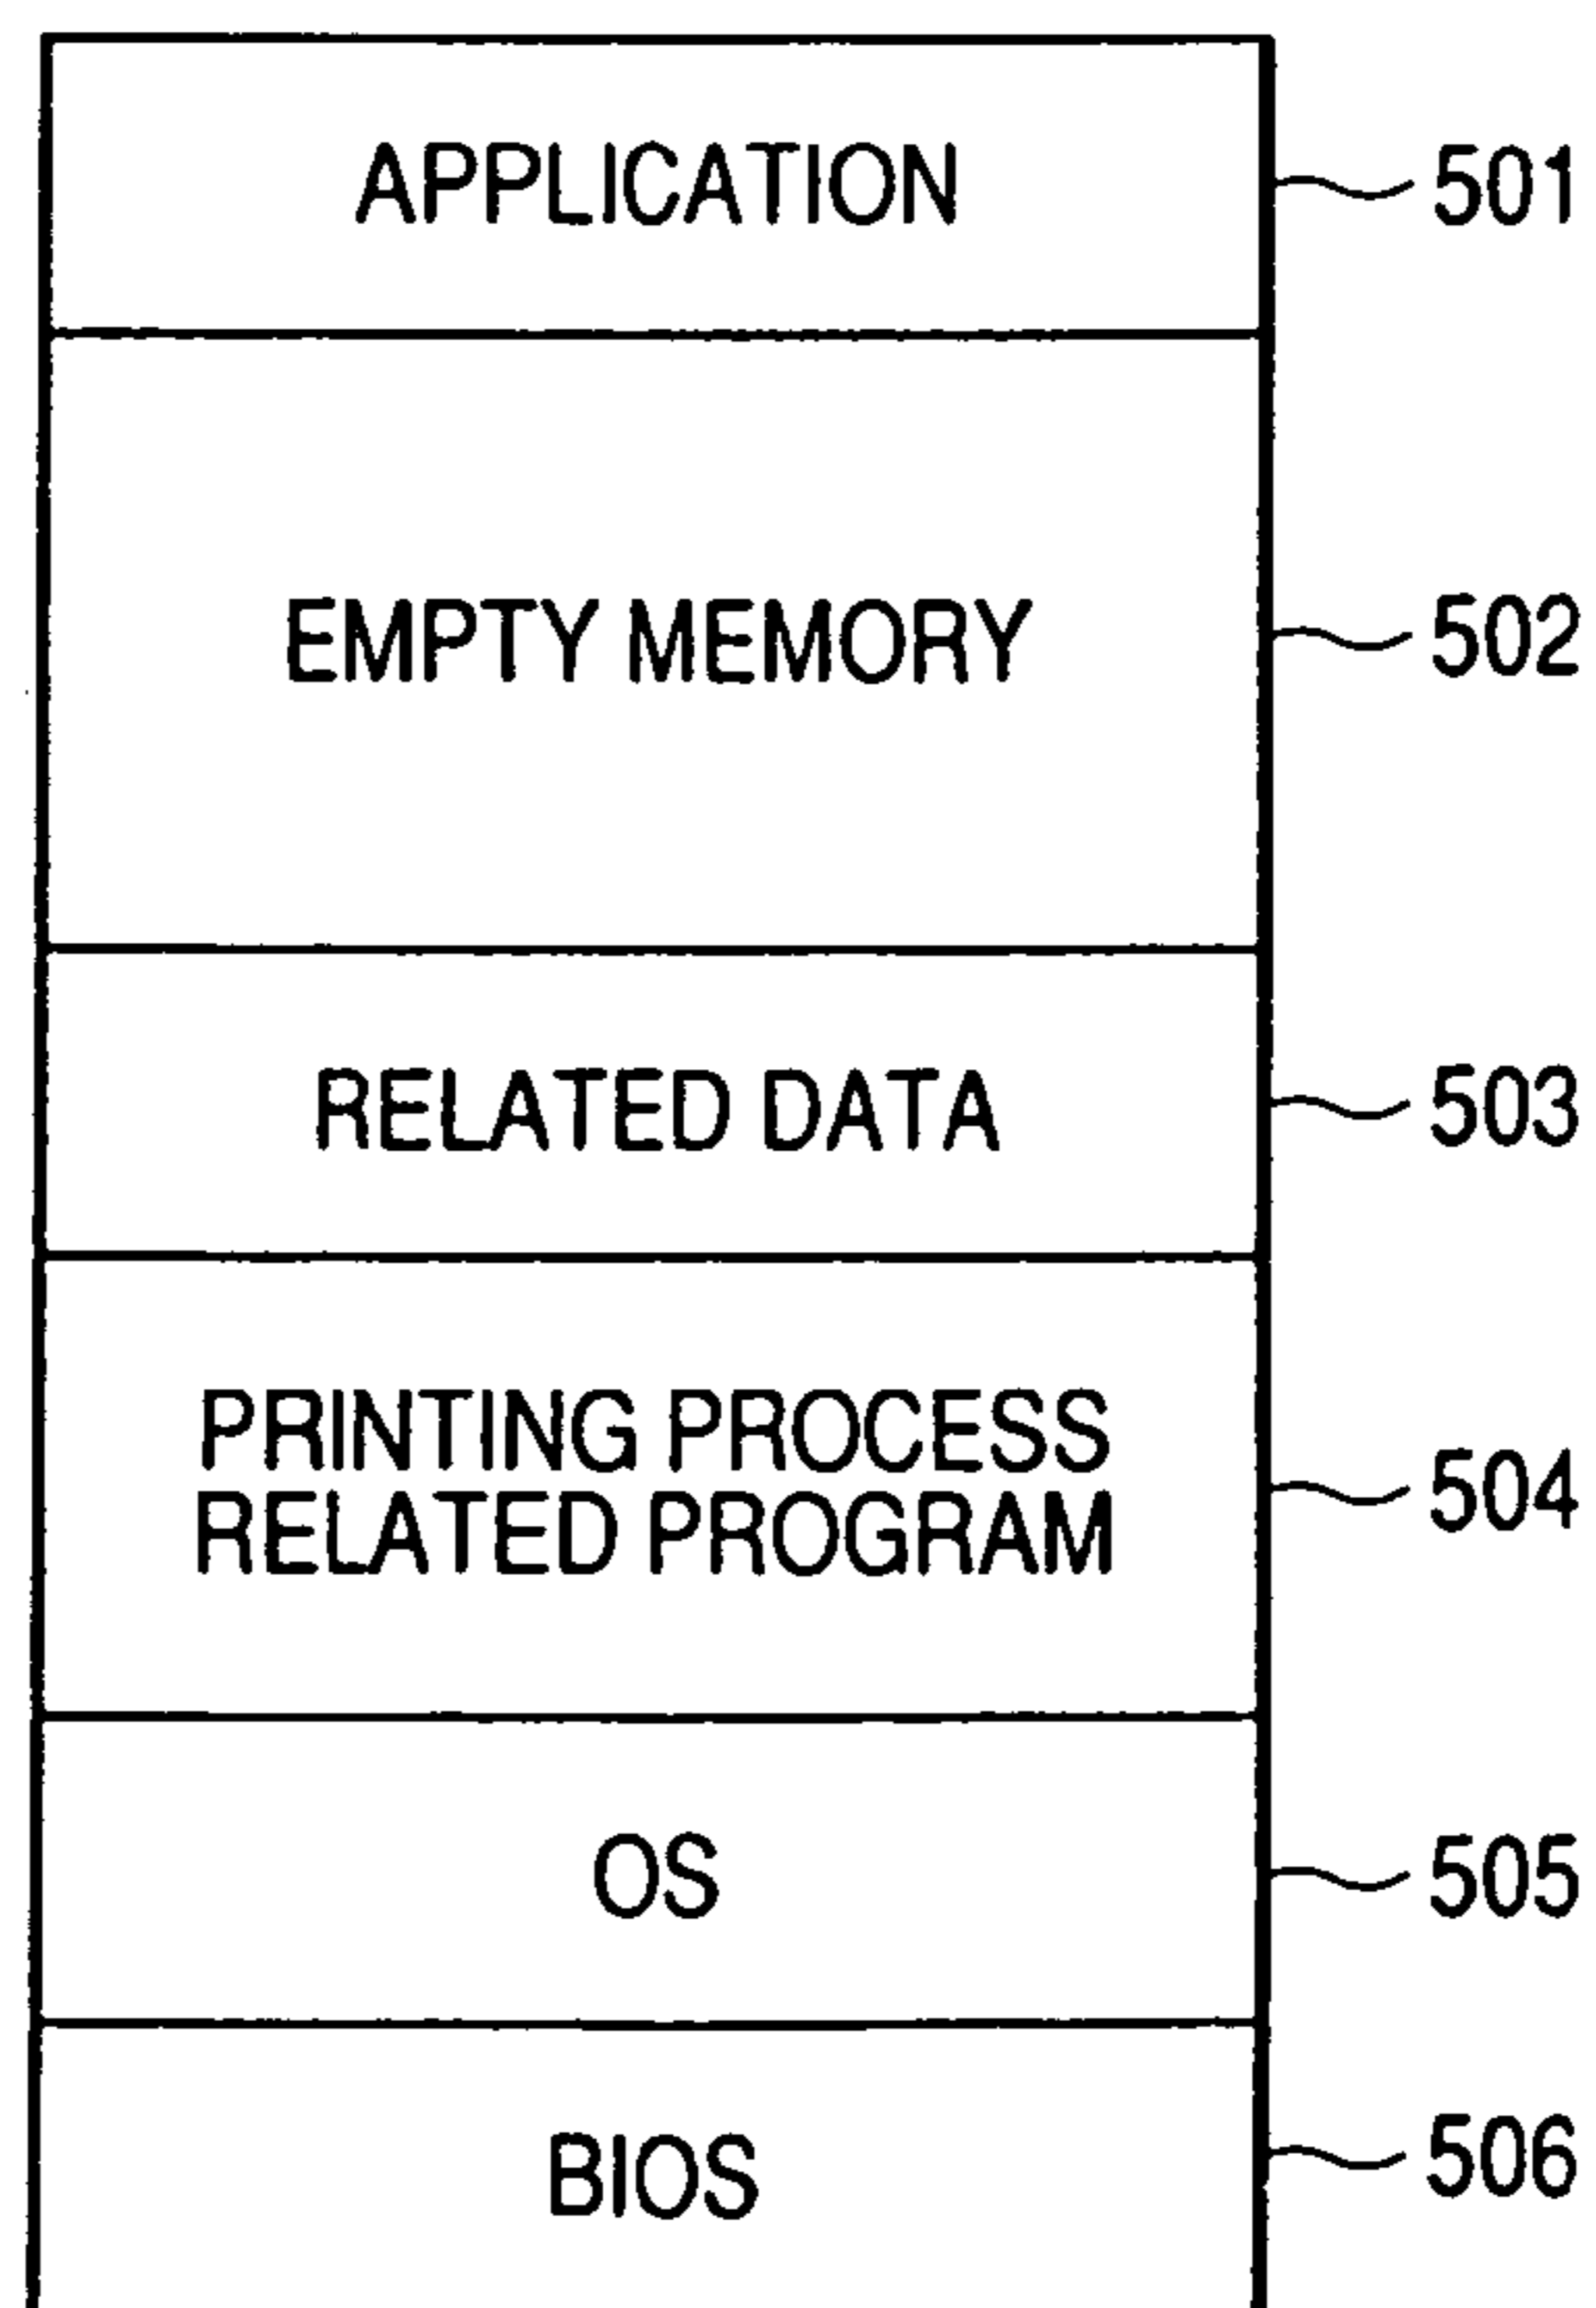 APPLICATION 501
EMPTY MEMORY 502
RELATED DATA 503
PRINTING PROCESS
RELATED PROGRAM 504
OS 505
BIOS 506